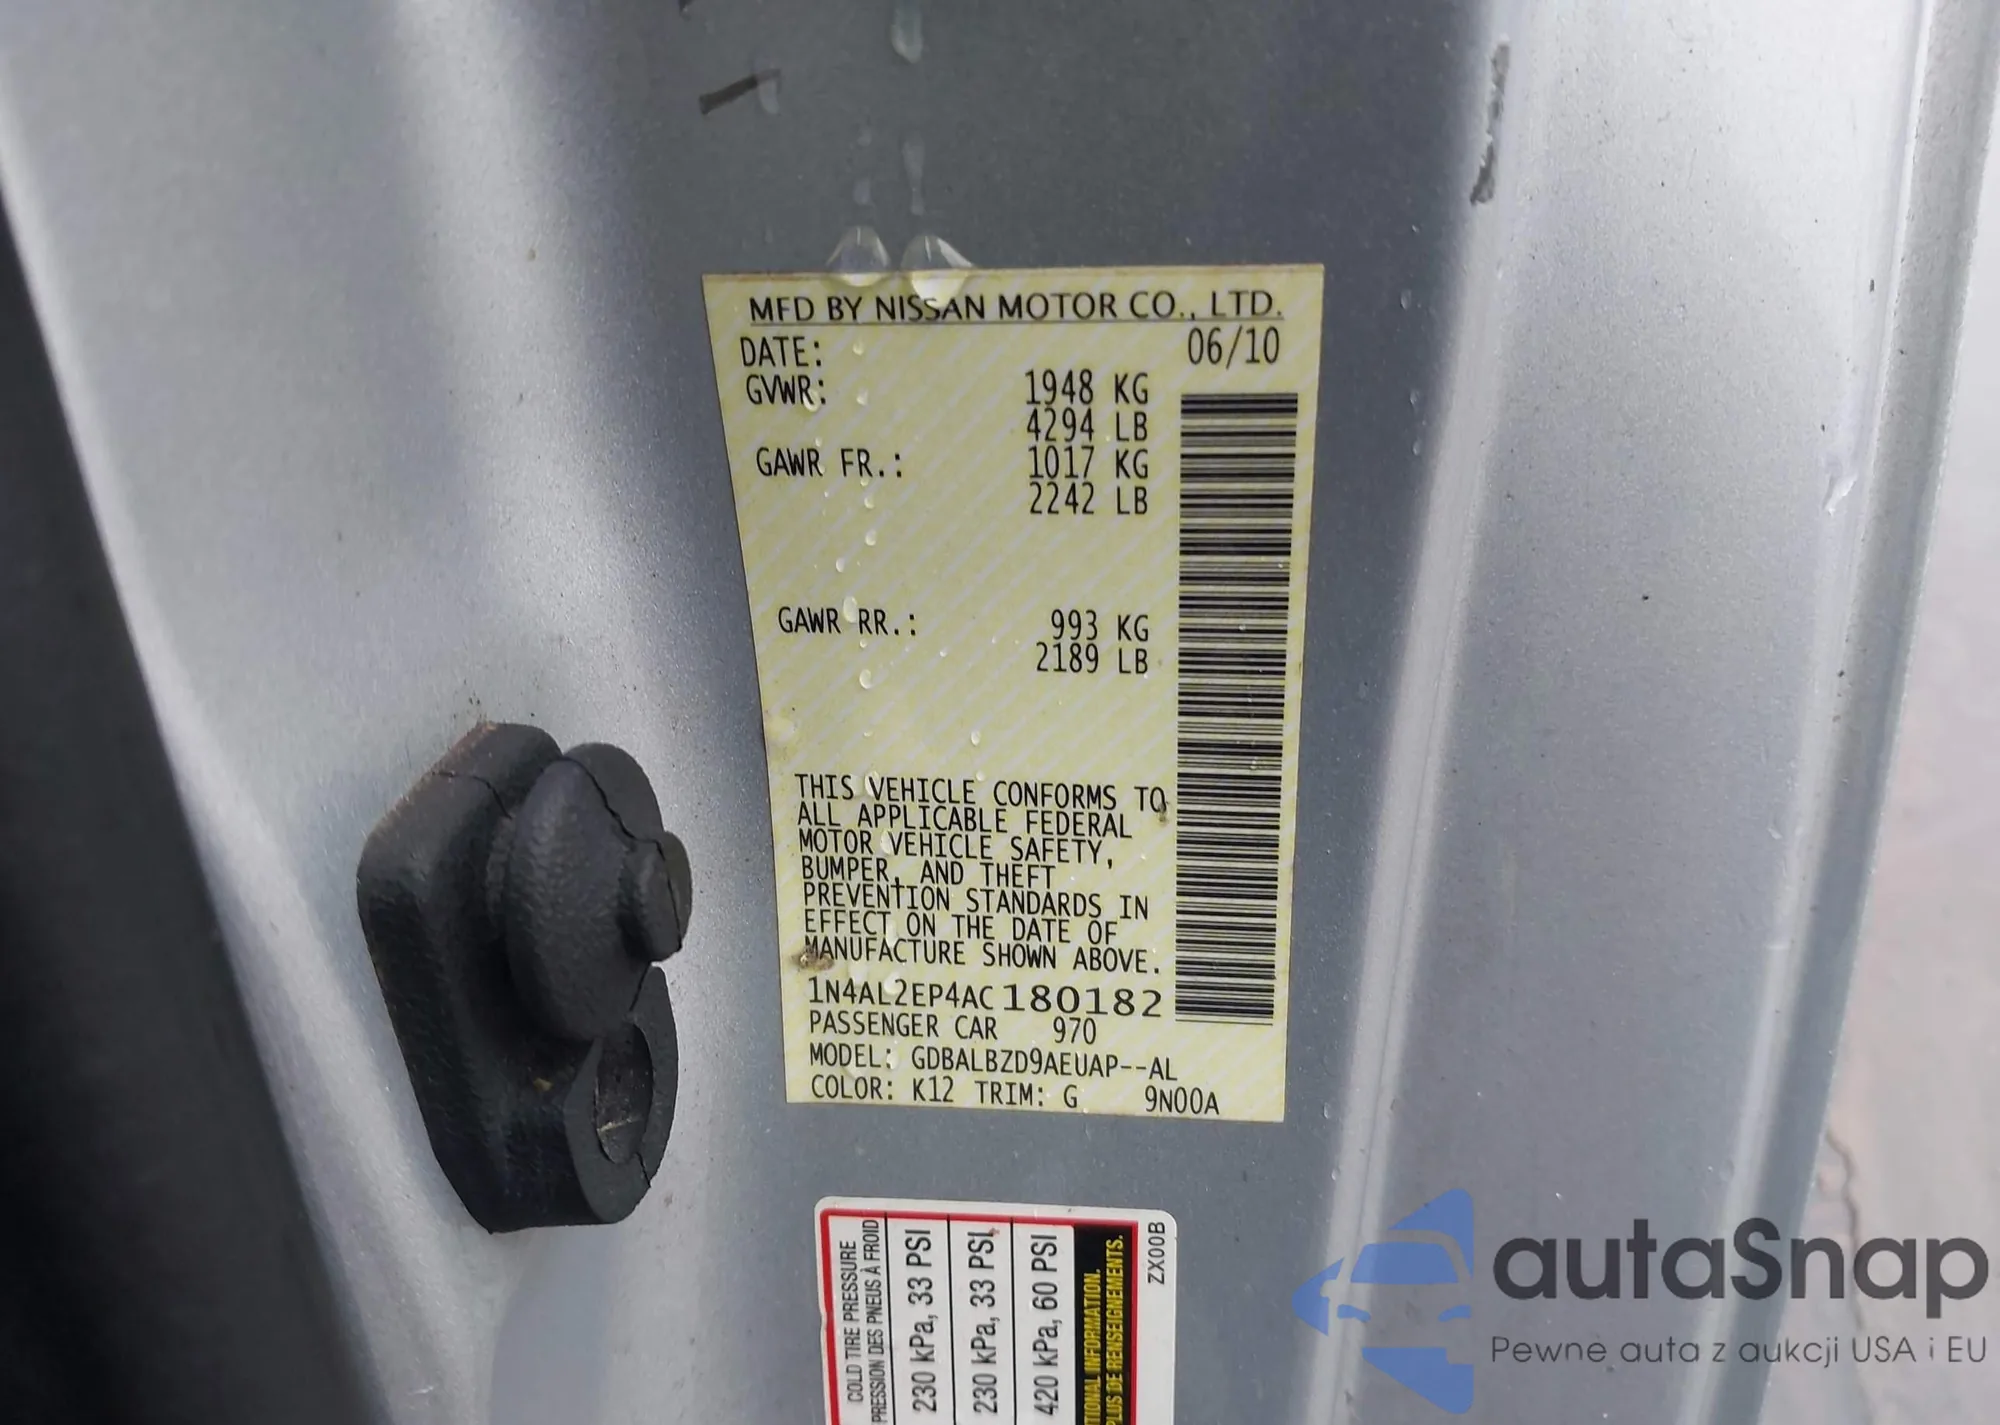 MFD BY NISSAN MOTOR CO., LTD.
DATE: 06/10
GVWR: 1948 KG
4294 LB
GAWR FR.: 1017 KG
2242 LB
GAWR RR.: 993 KG
2189 LB
THIS VEHICLE CONFORMS TO
ALL APPLICABLE FEDERAL
MOTOR VEHICLE SAFETY,
BUMPER, AND THEFT
PREVENTION STANDARDS IN
EFFECT ON THE DATE OF
MANUFACTURE SHOWN ABOVE.
1N4AL2EP4AC180182
PASSENGER CAR 970
MODEL: GDBALBZD9AEUAP--AL
COLOR: K12 TRIM: G 9N00A
COLD TIRE PRESSURE
PRESSION DES PNEUS À FROID
230 kPa, 33 PSI
230 kPa, 33 PSI
420 kPa, 60 PSI
INFORMATION.
PLUS DE RENSEIGNEMENTS.
ZX00B
autaSnap
Pewne auta z aukcji USA i EU